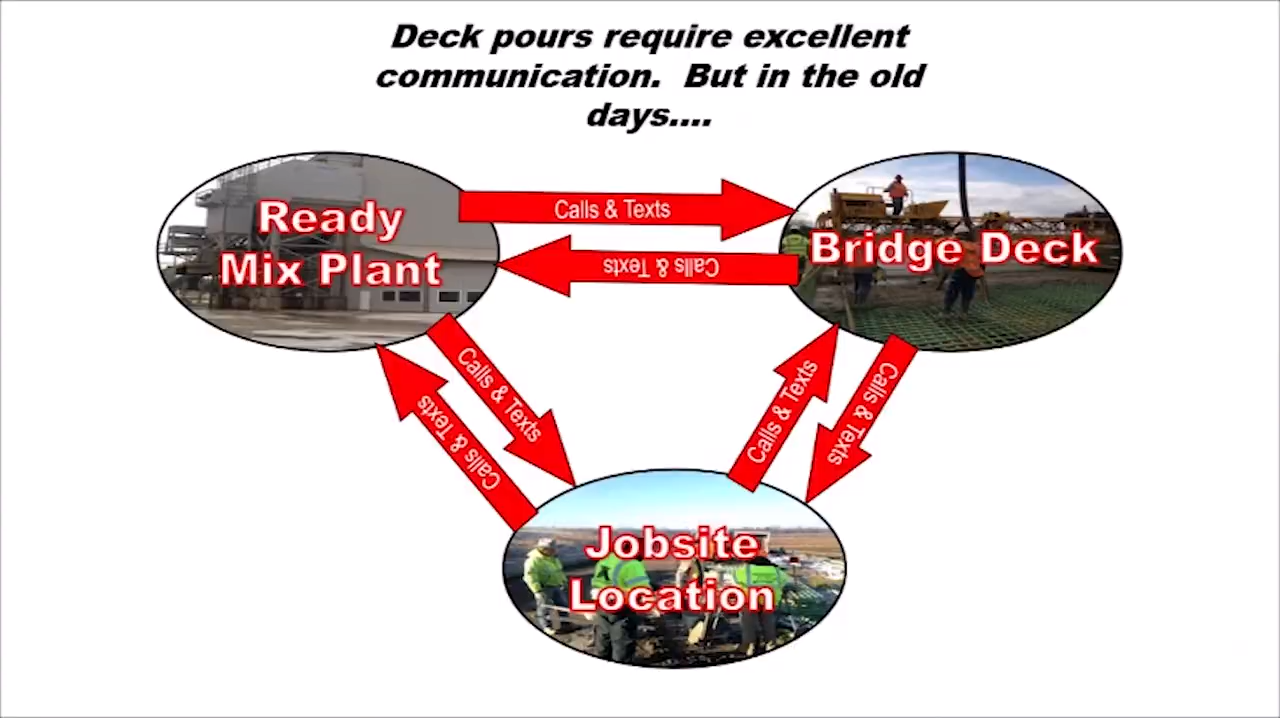 Deck pours require excellent
communication.  But in the old
days....
Ready
Mix Plant
Calls & Texts
Bridge Deck
Calls & Texts
Calls & Texts
Calls & Texts
Calls & Texts
Calls & Texts
Jobsite
Location